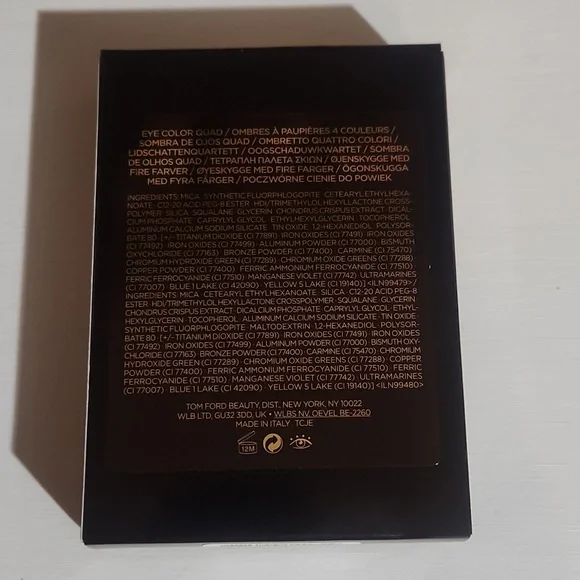 EYE COLOR QUAD / OMBRES À PAUPIÈRES 4 COULEURS /
SOMBRA DE OJOS QUAD / OMBRETTO QUATTRO COLORI /
LIDSCHATTENQUARTETT / OOGSCHADUWKWARTET / SOMBRA
DE OLHOS QUAD / ΤΕΤΡΑΠΛΗ ΠΑΛΕΤΑ ΣΚΙΩΝ / ØJENSKYGGE MED
FIRE FARVER / ØYESKYGGE MED FIRE FARGER / ÖGONSKUGGA
MED FYRA FÄRGER / POCZWÓRNE CIENIE DO POWIEK
INGREDIENTS: MICA · SYNTHETIC FLUORPHLOGOPITE · CETEARYL ETHYLHEXA-
NOATE · C12-20 ACID PEG-8 ESTER · HDI/TRIMETHYLOL HEXYLLACTONE CROSS-
POLYMER · SILICA · SQUALANE · GLYCERIN · CHONDRUS CRISPUS EXTRACT · DICAL-
CIUM PHOSPHATE · CAPRYLYL GLYCOL · ETHYLHEXYLGLYCERIN · TOCOPHEROL
ALUMINUM CALCIUM SODIUM SILICATE · TIN OXIDE · 1,2-HEXANEDIOL · POLYSOR-
BATE 80 · [+/- TITANIUM DIOXIDE (CI 77891) · IRON OXIDES (CI 77491) · IRON OXIDES
(CI 77492) · IRON OXIDES (CI 77499) · ALUMINUM POWDER (CI 77000) · BISMUTH
OXYCHLORIDE (CI 77163) · BRONZE POWDER (CI 77400) · CARMINE (CI 75470) ·
CHROMIUM HYDROXIDE GREEN (CI 77289) · CHROMIUM OXIDE GREENS (CI 77288) ·
COPPER POWDER (CI 77400) · FERRIC AMMONIUM FERROCYANIDE (CI 77510) ·
FERRIC FERROCYANIDE (CI 77510) · MANGANESE VIOLET (CI 77742) · ULTRAMARINES
(CI 77007) · BLUE 1 LAKE (CI 42090) · YELLOW 5 LAKE (CI 19140)] <ILN99479> /
INGREDIENTS: MICA · CETEARYL ETHYLHEXANOATE · SILICA · C12-20 ACID PEG-8
ESTER · HDI/TRIMETHYLOL HEXYLLACTONE CROSSPOLYMER · SQUALANE · GLYCERIN ·
CHONDRUS CRISPUS EXTRACT · DICALCIUM PHOSPHATE · CAPRYLYL GLYCOL · ETHYL-
HEXYLGLYCERIN · TOCOPHEROL · ALUMINUM CALCIUM SODIUM SILICATE · TIN OXIDE
SYNTHETIC FLUORPHLOGOPITE · MALTODEXTRIN · 1,2-HEXANEDIOL · POLYSOR-
BATE 80 · [+/- TITANIUM DIOXIDE (CI 77891) · IRON OXIDES (CI 77491) · IRON OXIDES
(CI 77492) · IRON OXIDES (CI 77499) · ALUMINUM POWDER (CI 77000) · BISMUTH OXY-
CHLORIDE (CI 77163) · BRONZE POWDER (CI 77400) · CARMINE (CI 75470) · CHROMIUM
HYDROXIDE GREEN (CI 77289) · CHROMIUM OXIDE GREENS (CI 77288) · COPPER
POWDER (CI 77400) · FERRIC AMMONIUM FERROCYANIDE (CI 77510) · FERRIC
FERROCYANIDE (CI 77510) · MANGANESE VIOLET (CI 77742) · ULTRAMARINES
(CI 77007) · BLUE 1 LAKE (CI 42090) · YELLOW 5 LAKE (CI 19140)] <ILN99480>
TOM FORD BEAUTY, DIST. NEW YORK, NY 10022
WLB LTD, GU32 3DD, UK • WLBS NV, OEVEL BE-2260
MADE IN ITALY TCJE
12M